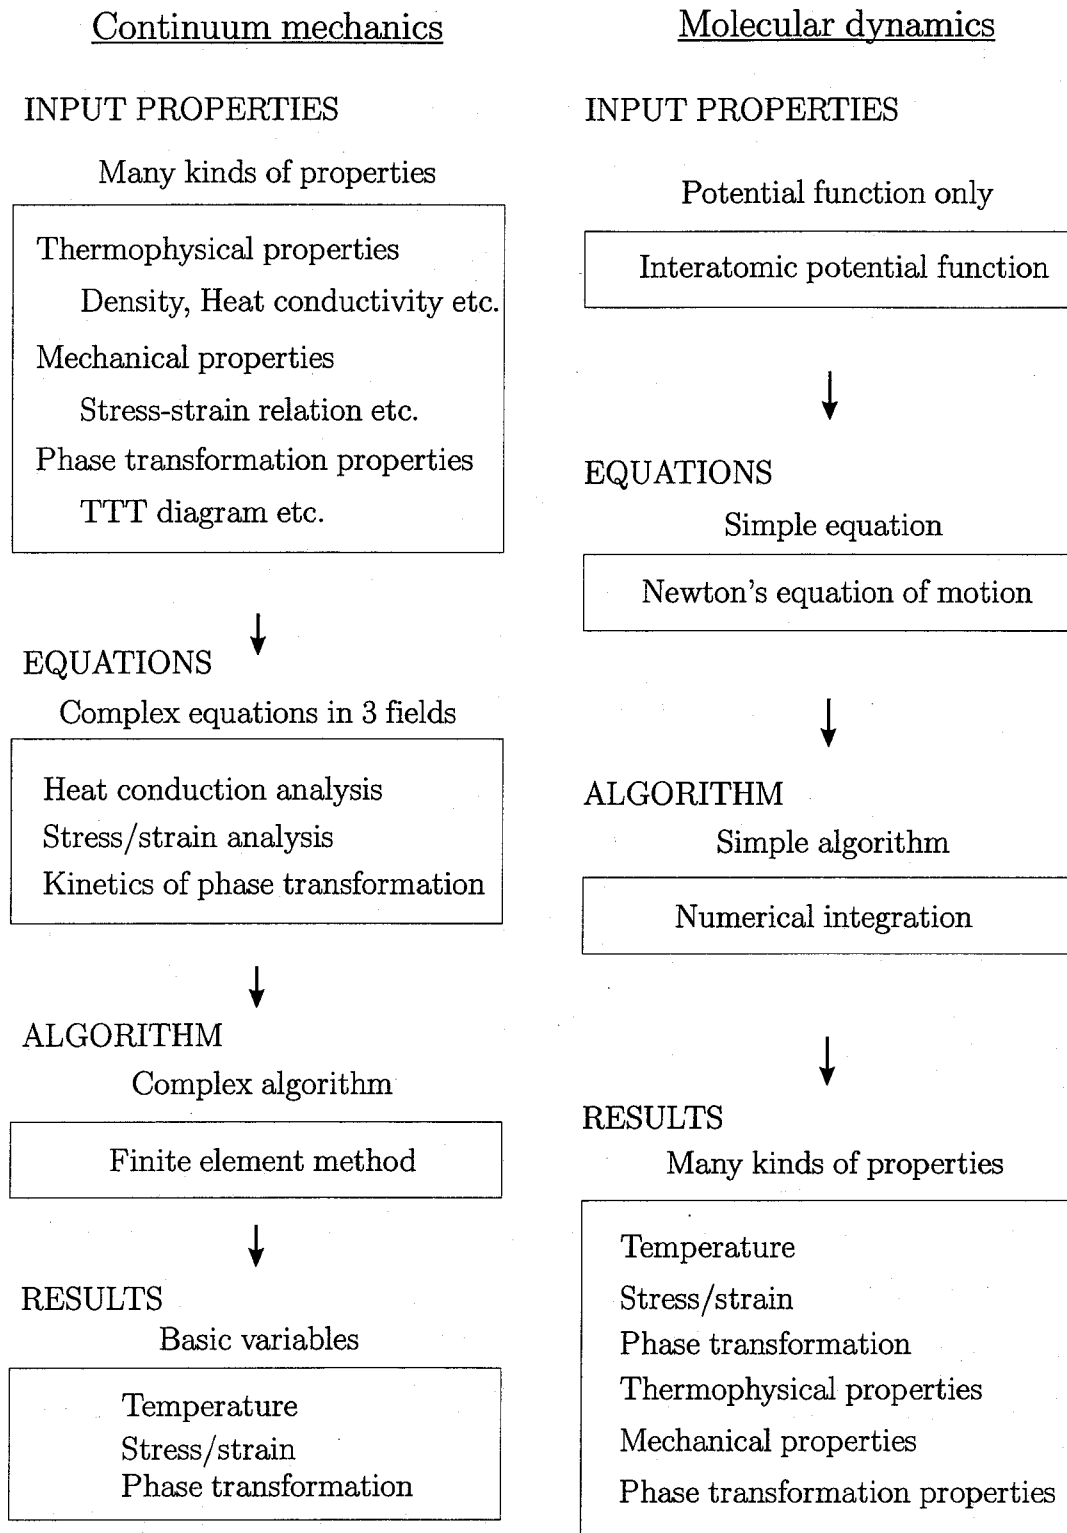 Continuum mechanics
INPUT PROPERTIES
Many kinds of properties
Thermophysical properties
Density, Heat conductivity etc.
Mechanical properties
Stress-strain relation etc.
Phase transformation properties
TTT diagram etc.
EQUATIONS
Complex equations in 3 fields
Heat conduction analysis
Stress/strain analysis
Kinetics of phase transformation
ALGORITHM
Complex algorithm
Finite element method
RESULTS
Basic variables
Temperature
Stress/strain
Phase transformation
Molecular dynamics
INPUT PROPERTIES
Potential function only
Interatomic potential function
EQUATIONS
Simple equation
Newton's equation of motion
ALGORITHM
Simple algorithm
Numerical integration
RESULTS
Many kinds of properties
Temperature
Stress/strain
Phase transformation
Thermophysical properties
Mechanical properties
Phase transformation properties